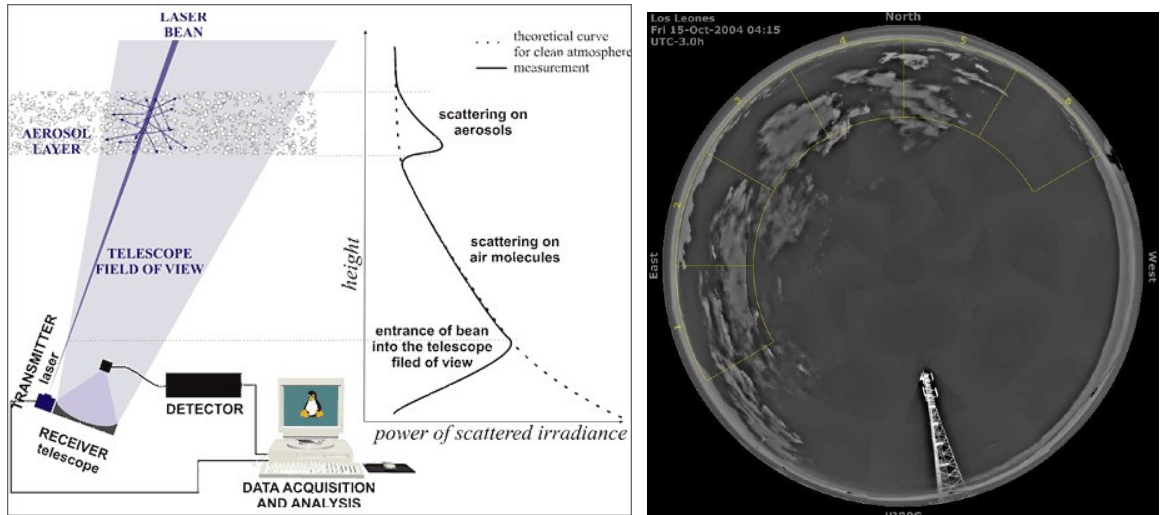 LASER
BEAN
theoretical curve
for clean atmosphere
measurement
scattering on
aerosols
AEROSOL
LAYER
TELESCOPE
FIELD OF VIEW
scattering on
air molecules
height
entrance of bean
into the telescope
filed of view
TRANSMITTER
laser
DETECTOR
RECEIVER
telescope
power of scattered irradiance
DATA ACQUISITION
AND ANALYSIS
Los Leones
Fri 15-Oct-2004 04:15
UTC-3.0h
North
4
5
3
6
2
East
West
1